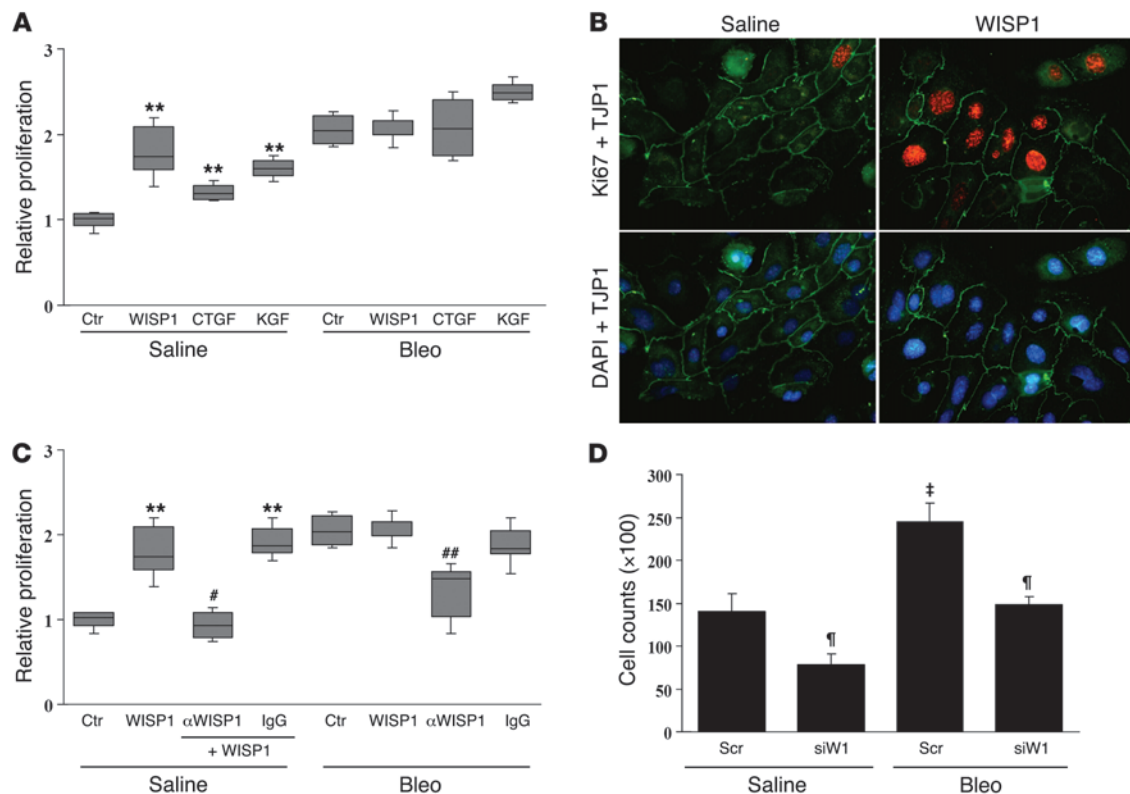 A
Relative proliferation
3
2
1
0
**
**
**
Ctr WISP1 CTGF KGF Ctr WISP1 CTGF KGF
Saline Bleo
B
Saline WISP1
Ki67 + TJP1
DAPI + TJP1
C
Relative proliferation
3
2
1
0
**
#
**
##
Ctr WISP1 αWISP1 IgG Ctr WISP1 αWISP1 IgG
+ WISP1
Saline Bleo
D
Cell counts (×100)
300
250
200
150
100
50
0
¶
‡
¶
Scr siW1 Scr siW1
Saline Bleo